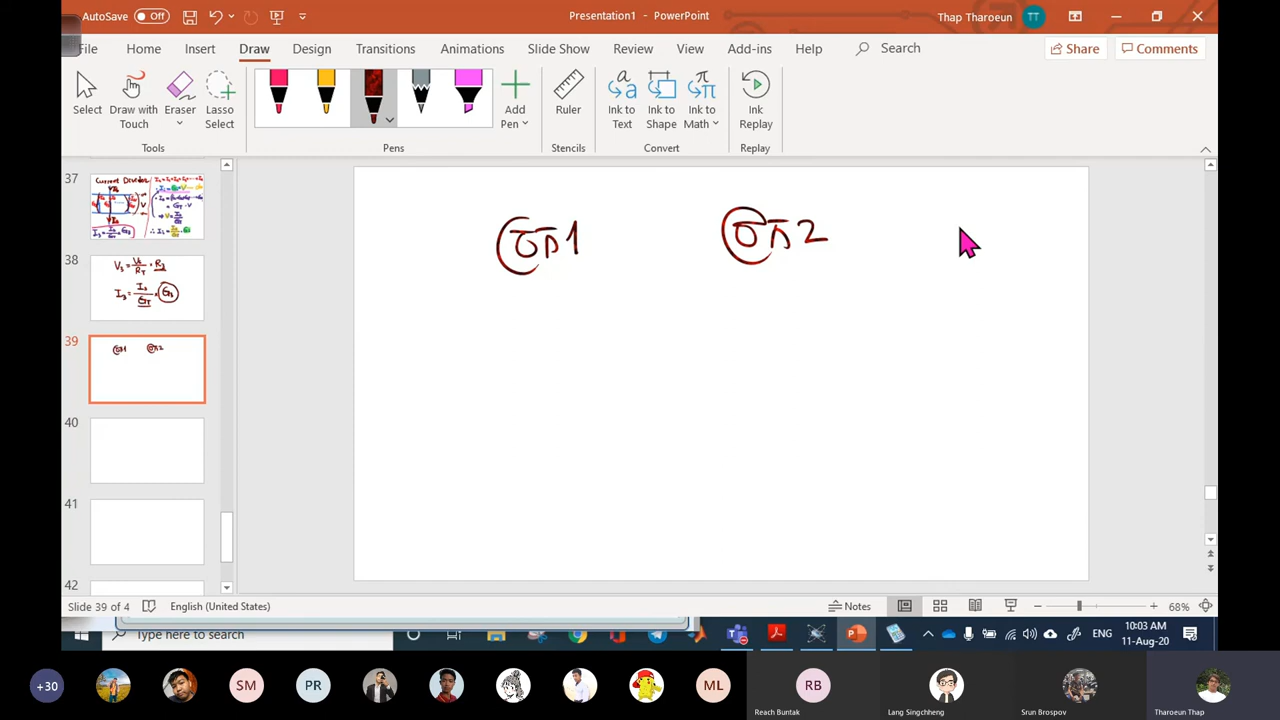 AutoSave Off
Presentation1 - PowerPoint
Thap Tharoeun TT
File Home Insert Draw Design Transitions Animations Slide Show Review View Add-ins Help Search Share Comments
Select
Draw with Touch
Eraser
Lasso Select
Add Pen
Ruler
Ink to Text
Ink to Shape
Ink to Math
Ink Replay
Tools Pens Stencils Convert Replay
37
Current Divider
38
39
40
41
42
Slide 39 of 4
English (United States)
Notes
68%
Type here to search
ENG
10:03 AM
11-Aug-20
+30
SM
PR
ML
RB
Reach Buntak
Lang Singchheng
Srun Brospov
Tharoeun Thap